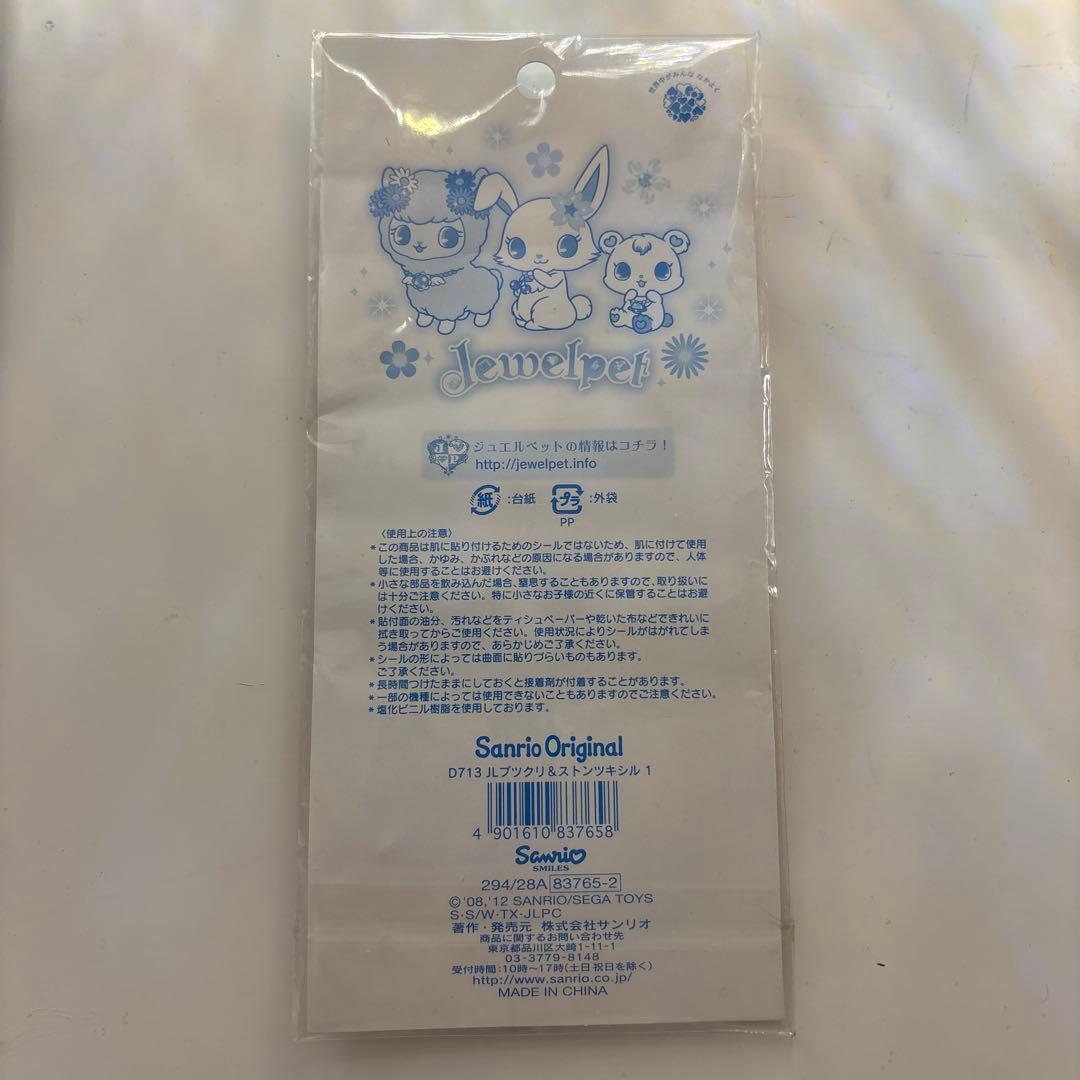 世界中がみんな なかよく
Jewelpet
J P
ジュエルペットの情報はコチラ！
http://jewelpet.info
紙 :台紙 プラ :外袋
PP
〈使用上の注意〉
*この商品は肌に貼り付けるためのシールではないため、肌に付けて使用
した場合、かゆみ、かぶれなどの原因になる場合がありますので、人体
等に使用することはお避けください。
*小さな部品を飲み込んだ場合、窒息することもありますので、取り扱いに
は十分ご注意ください。特に小さなお子様の近くに保管することはお避
けください。
*貼付面の油分、汚れなどをティシュペーパーや乾いた布などできれいに
拭き取ってからご使用ください。使用状況によりシールがはがれてしま
う場合がありますので、あらかじめご了承ください。
*シールの形によっては曲面に貼りづらいものもあります。
ご了承ください。
*長時間つけたままにしておくと接着剤が付着することがあります。
*一部の機種によっては使用できないこともありますのでご注意ください。
*塩化ビニル樹脂を使用しております。
Sanrio Original
D713 JLプツクリ＆ストンツキシル 1
4 901610 837658
Sanrio
SMILES
294/28A 83765-2
©'08,'12 SANRIO/SEGA TOYS
S･S/W･TX･JLPC
著作・発売元 株式会社サンリオ
商品に関するお問い合わせ先
東京都品川区大崎1-11-1
03-3779-8148
受付時間：10時～17時(土日祝日を除く)
http://www.sanrio.co.jp/
MADE IN CHINA